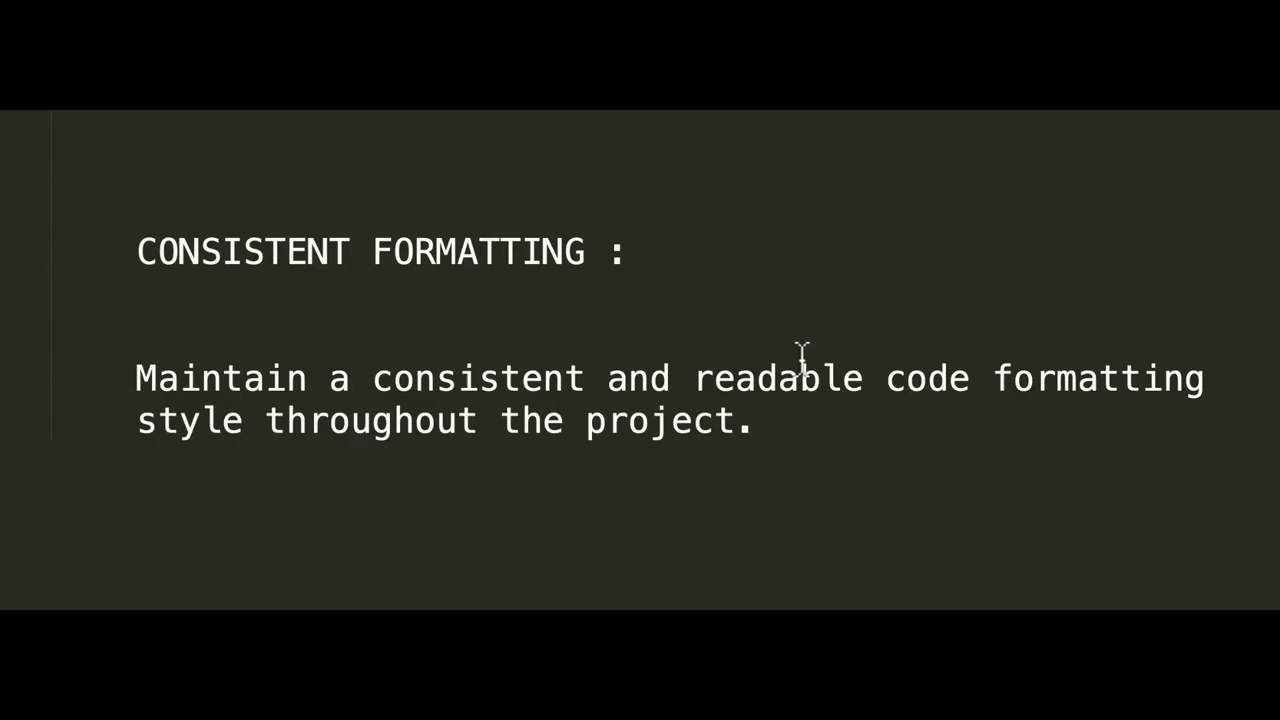 CONSISTENT FORMATTING :
Maintain a consistent and readable code formatting
style throughout the project.